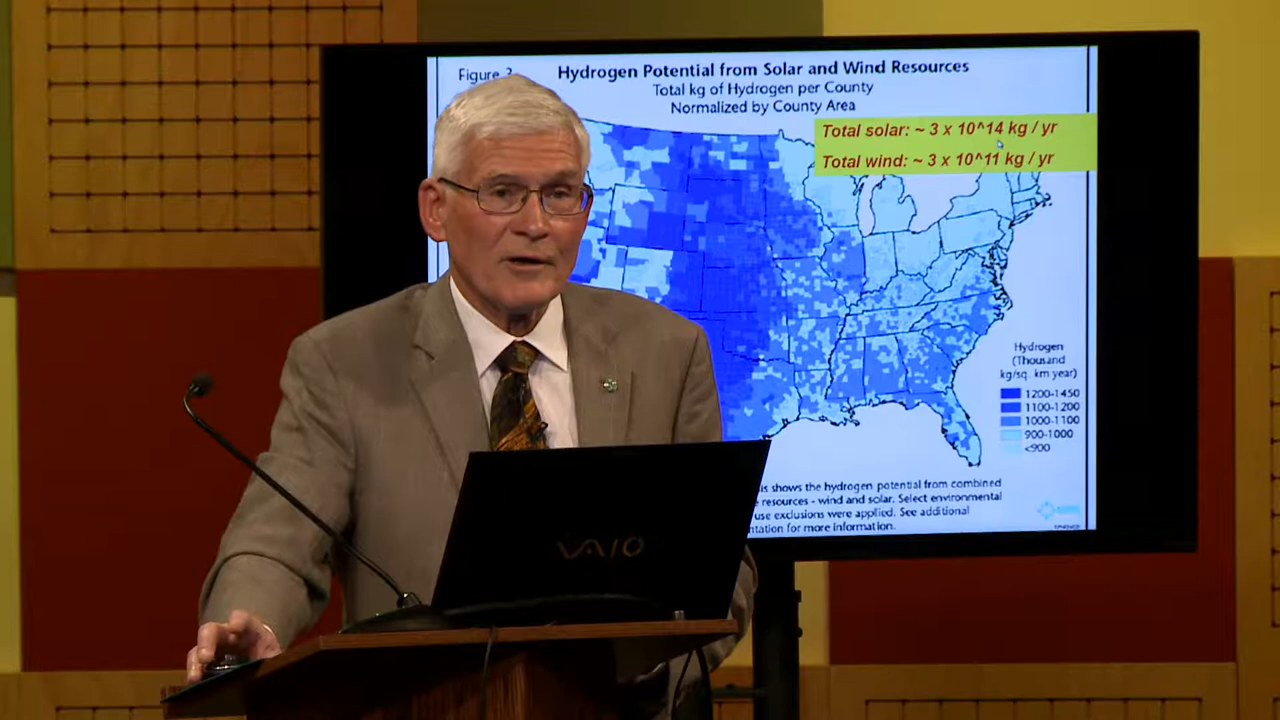 Figure 3
Hydrogen Potential from Solar and Wind Resources
Total kg of Hydrogen per County
Normalized by County Area
Total solar: ~ 3 x 10^14 kg / yr
Total wind: ~ 3 x 10^11 kg / yr
Hydrogen
(Thousand
kg/sq. km year)
1200-1450
1100-1200
1000-1100
900-1000
<900
is shows the hydrogen potential from combined
resources - wind and solar. Select environmental
use exclusions were applied. See additional
ntation for more information.
VAIO